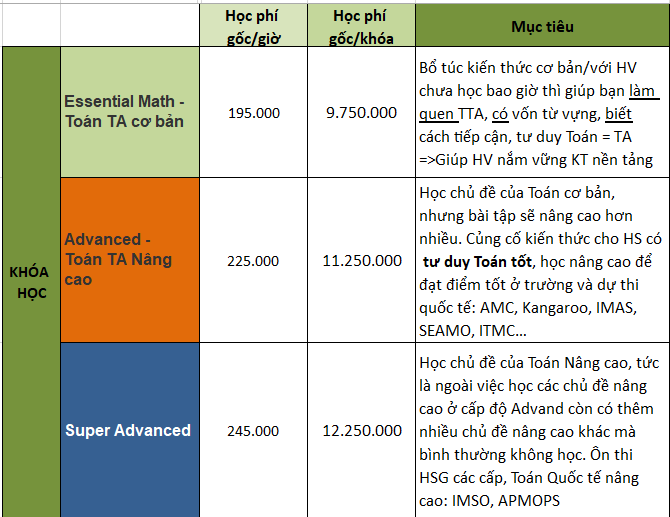 Học phí
gốc/giờ
Học phí
gốc/khóa
Mục tiêu
KHÓA
HỌC
Essential Math -
Toán TA cơ bản
195.000
9.750.000
Bổ túc kiến thức cơ bản/với HV
chưa học bao giờ thì giúp bạn làm
quen TTA, có vốn từ vựng, biết
cách tiếp cận, tư duy Toán = TA
=>Giúp HV nắm vững KT nền tảng
Advanced -
Toán TA Nâng
cao
225.000
11.250.000
Học chủ đề của Toán cơ bản,
nhưng bài tập sẽ nâng cao hơn
nhiều. Củng cố kiến thức cho HS có
tư duy Toán tốt, học nâng cao để
đạt điểm tốt ở trường và dự thi
quốc tế: AMC, Kangaroo, IMAS,
SEAMO, ITMC...
Super Advanced
245.000
12.250.000
Học chủ đề của Toán Nâng cao, tức
là ngoài việc học các chủ đề nâng
cao ở cấp độ Advand còn có thêm
nhiều chủ đề nâng cao khác mà
bình thường không học. Ôn thi
HSG các cấp, Toán Quốc tế nâng
cao: IMSO, APMOPS